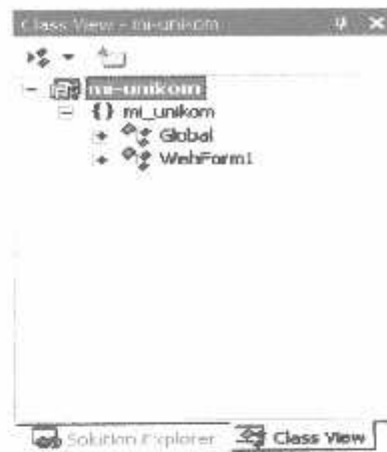 Class View - mi-unikom
mi-unikom
{} mi_unikom
Global
WebForm1
Solution Explorer
Class View